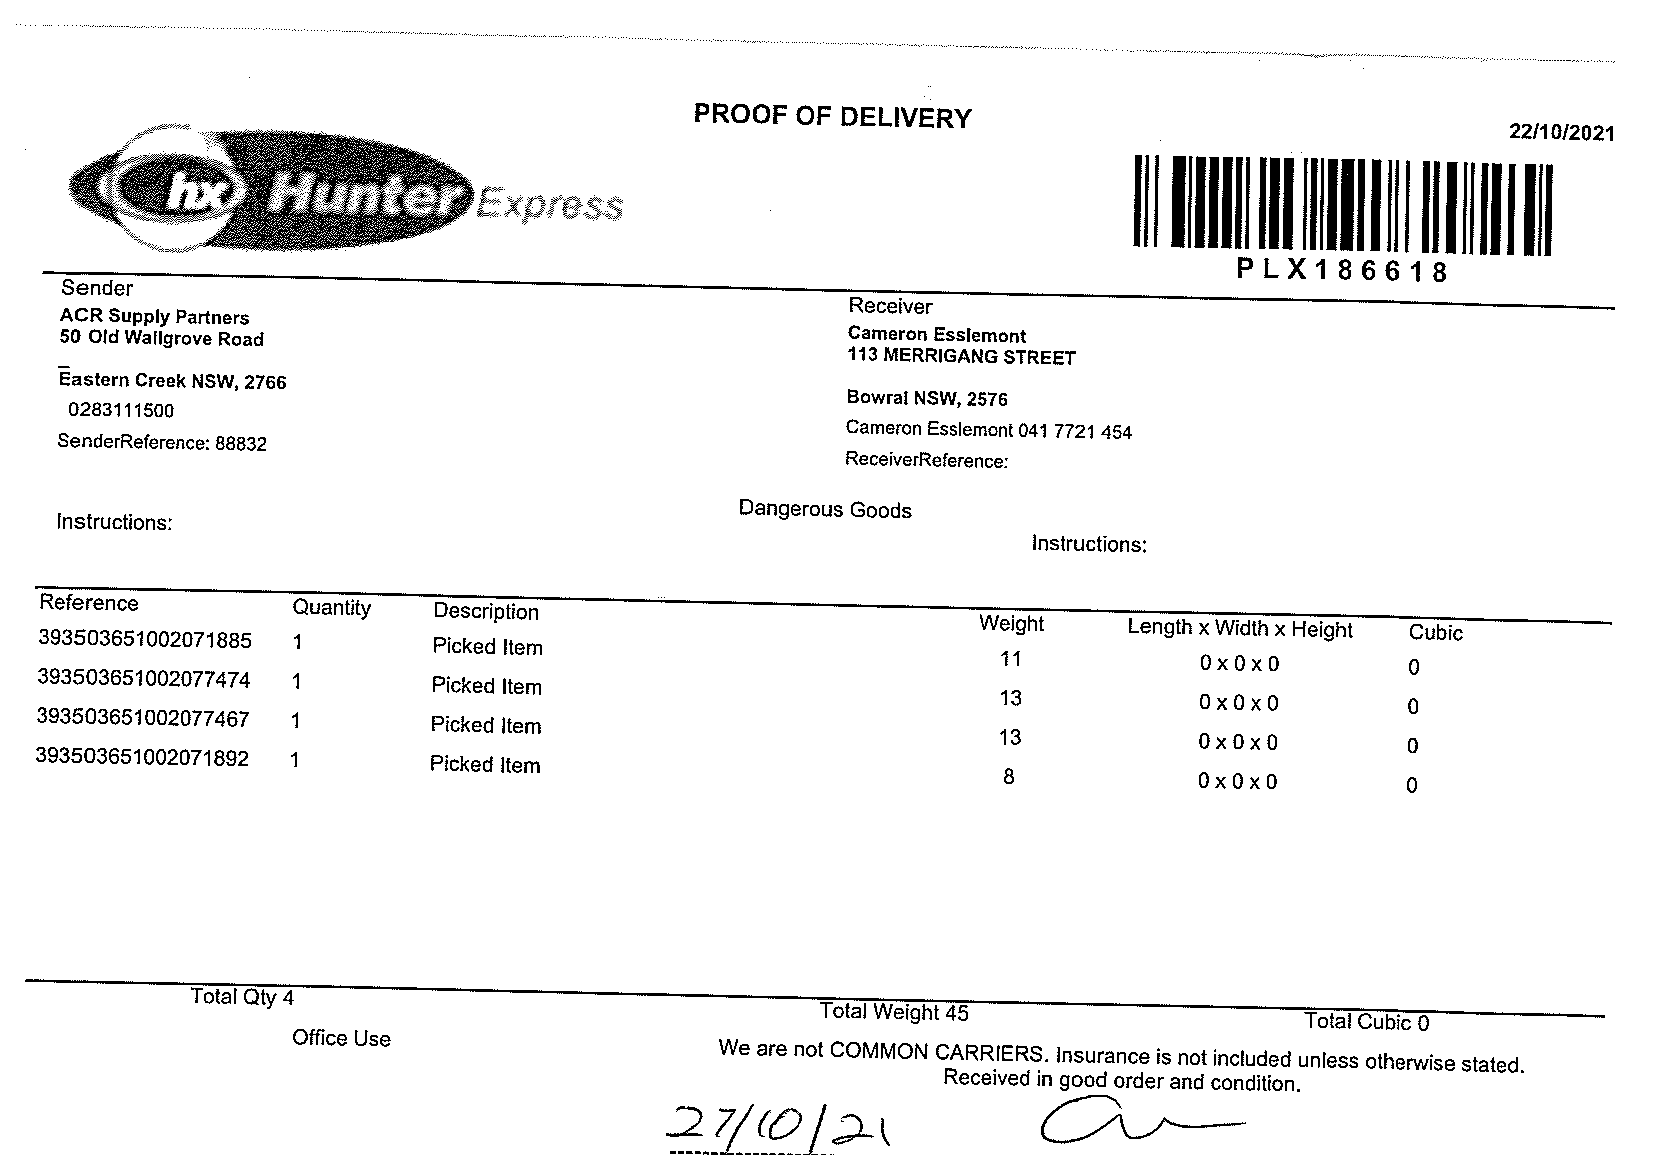 PROOF OF DELIVERY
22/10/2021
hx Hunter Express
PLX186618
Sender
ACR Supply Partners
50 Old Wallgrove Road
Eastern Creek NSW, 2766
0283111500
SenderReference: 88832
Receiver
Cameron Esslemont
113 MERRIGANG STREET
Bowral NSW, 2576
Cameron Esslemont 041 7721 454
ReceiverReference:
Dangerous Goods
Instructions:
Instructions:
Reference Quantity Description Weight Length x Width x Height Cubic
393503651002071885 1 Picked Item 11 0 x 0 x 0 0
393503651002077474 1 Picked Item 13 0 x 0 x 0 0
393503651002077467 1 Picked Item 13 0 x 0 x 0 0
393503651002071892 1 Picked Item 8 0 x 0 x 0 0
Total Qty 4 Total Weight 45 Total Cubic 0
Office Use
We are not COMMON CARRIERS. Insurance is not included unless otherwise stated.
Received in good order and condition.
27/10/21